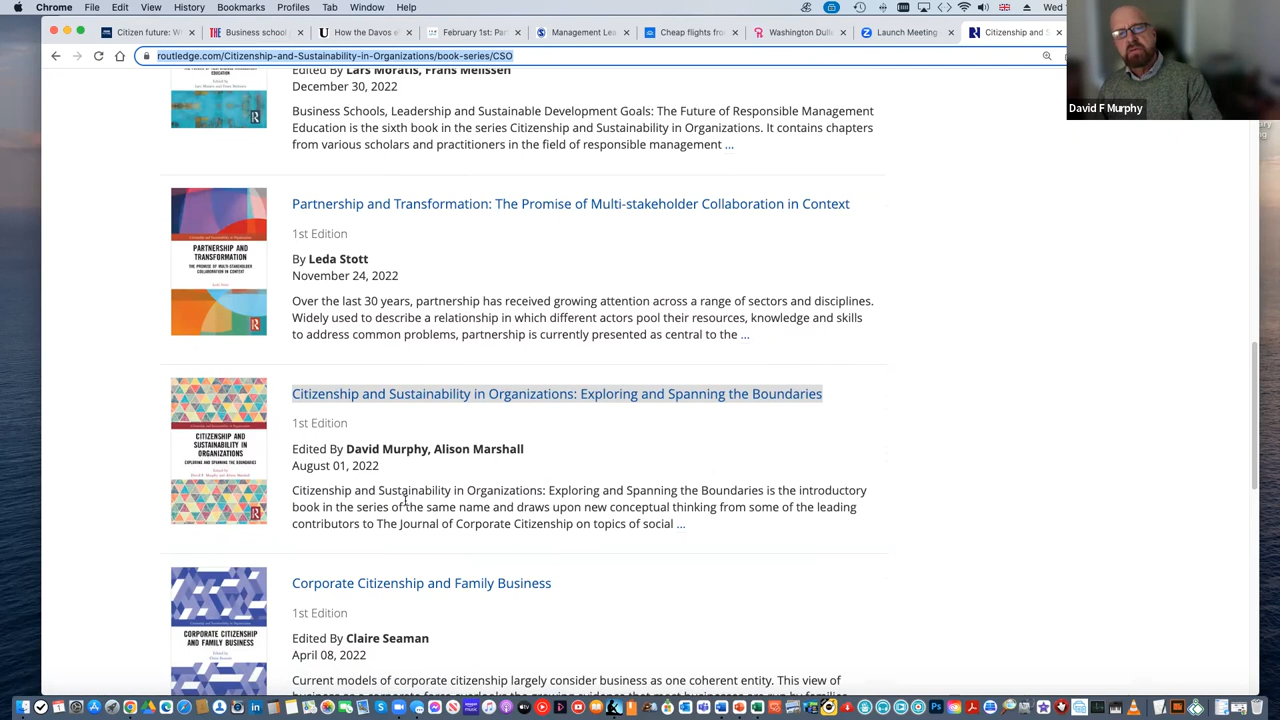 Chrome File Edit View History Bookmarks Profiles Tab Window Help
Citizen future: W
Business school
How the Devos e
February 1st: Par
Management Lea
Cheap flights fro
Washington Dulle
Launch Meeting
Citizenship and S
routledge.com/Citizenship-and-Sustainability-in-Organizations/book-series/CSO
David F Murphy
Edited By Lars Moratis, Frans Melissen
December 30, 2022
Business Schools, Leadership and Sustainable Development Goals: The Future of Responsible Management
Education is the sixth book in the series Citizenship and Sustainability in Organizations. It contains chapters
from various scholars and practitioners in the field of responsible management ...
PARTNERSHIP AND
TRANSFORMATION
THE PROMISE OF MULTI-STAKEHOLDER
COLLABORATION IN CONTEXT
Partnership and Transformation: The Promise of Multi-stakeholder Collaboration in Context
1st Edition
By Leda Stott
November 24, 2022
Over the last 30 years, partnership has received growing attention across a range of sectors and disciplines.
Widely used to describe a relationship in which different actors pool their resources, knowledge and skills
to address common problems, partnership is currently presented as central to the ...
CITIZENSHIP AND
SUSTAINABILITY IN
ORGANIZATIONS
EXPLORING AND SPANNING THE BOUNDARIES
Citizenship and Sustainability in Organizations: Exploring and Spanning the Boundaries
1st Edition
Edited By David Murphy, Alison Marshall
August 01, 2022
Citizenship and Sustainability in Organizations: Exploring and Spanning the Boundaries is the introductory
book in the series of the same name and draws upon new conceptual thinking from some of the leading
contributors to The Journal of Corporate Citizenship on topics of social ...
CORPORATE CITIZENSHIP
AND FAMILY BUSINESS
Corporate Citizenship and Family Business
1st Edition
Edited By Claire Seaman
April 08, 2022
Current models of corporate citizenship largely consider business as one coherent entity. This view of